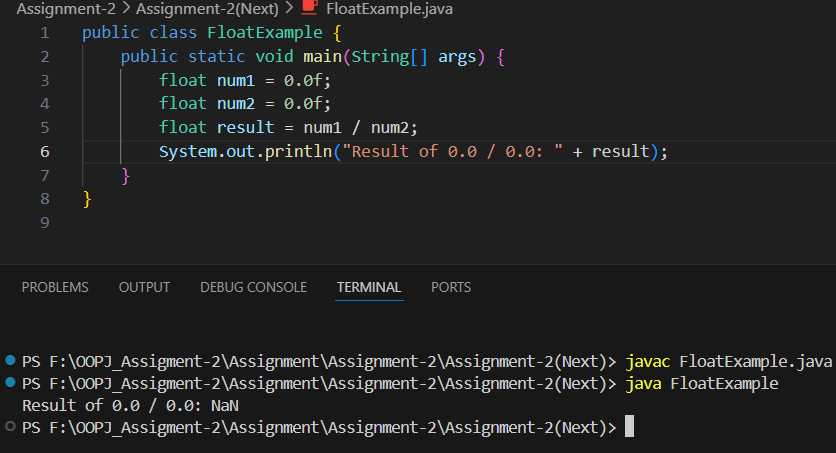 Assignment-2 > Assignment-2(Next) > FloatExample.java
1 public class FloatExample {
2     public static void main(String[] args) {
3         float num1 = 0.0f;
4         float num2 = 0.0f;
5         float result = num1 / num2;
6         System.out.println("Result of 0.0 / 0.0: " + result);
7     }
8 }
9
PROBLEMS OUTPUT DEBUG CONSOLE TERMINAL PORTS
PS F:\OOPJ_Assigment-2\Assignment\Assignment-2\Assignment-2(Next)> javac FloatExample.java
PS F:\OOPJ_Assigment-2\Assignment\Assignment-2\Assignment-2(Next)> java FloatExample
Result of 0.0 / 0.0: NaN
PS F:\OOPJ_Assigment-2\Assignment\Assignment-2\Assignment-2(Next)>